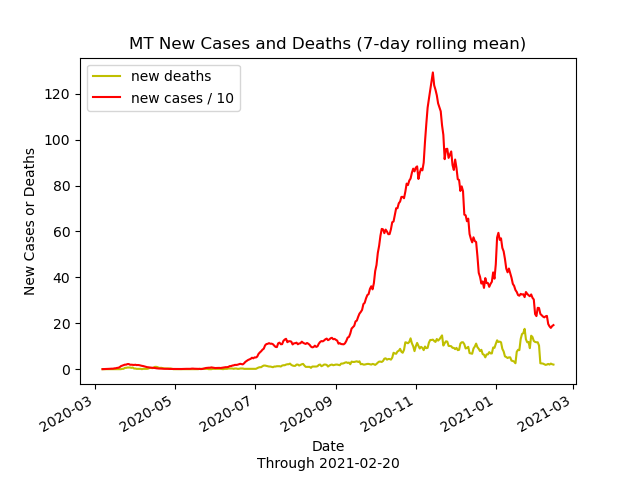 MT New Cases and Deaths (7-day rolling mean)
new deaths
new cases / 10
120
100
80
60
40
20
0
New Cases or Deaths
2020-03
2020-05
2020-07
2020-09
2020-11
2021-01
2021-03
Date
Through 2021-02-20